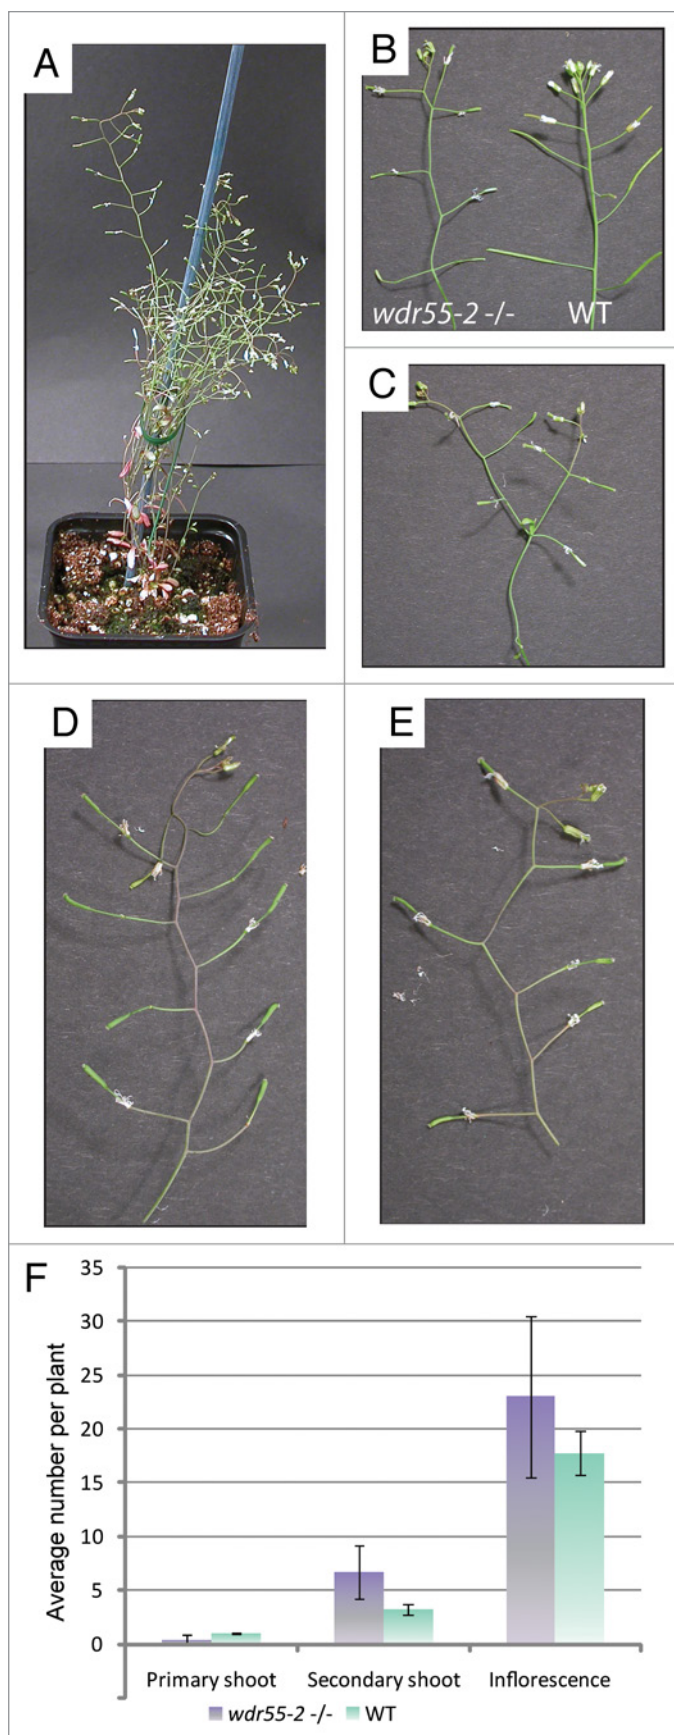 A
B
wdr55-2 -/- WT
C
D
E
F
Average number per plant
35
30
25
20
15
10
5
0
Primary shoot Secondary shoot Inflorescence
wdr55-2 -/- WT